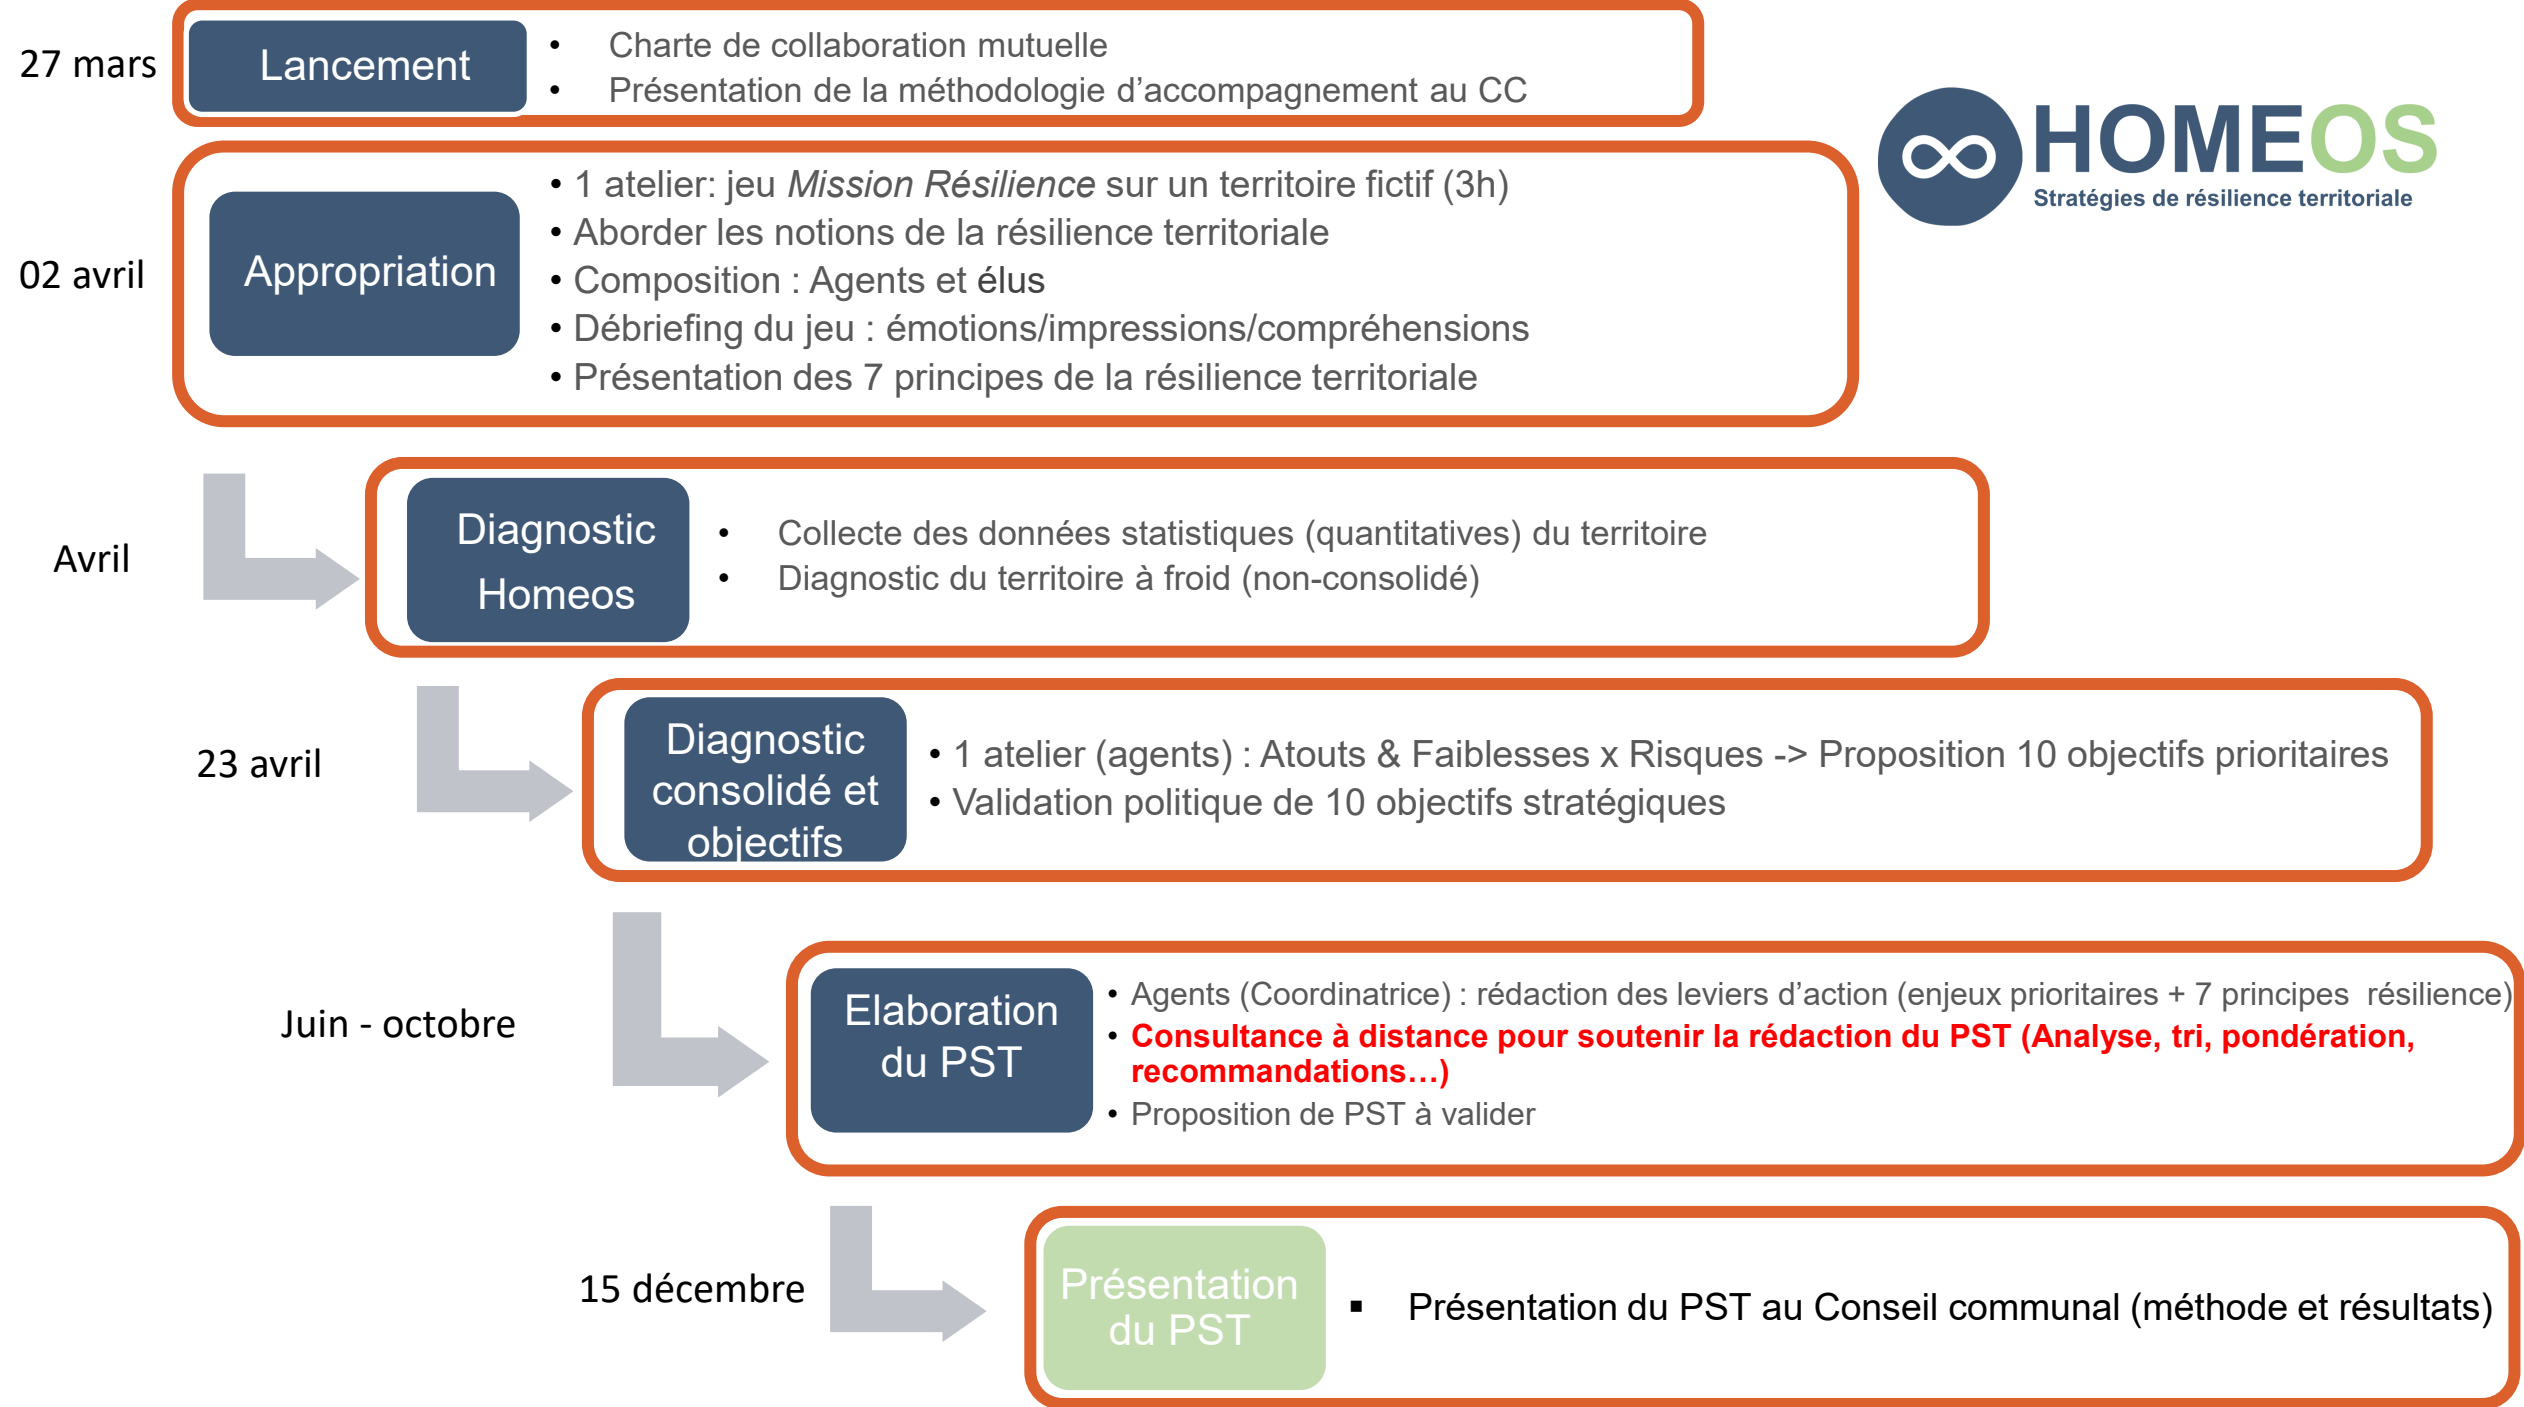 27 mars
Lancement
• Charte de collaboration mutuelle
• Présentation de la méthodologie d’accompagnement au CC
HOMEOS
Stratégies de résilience territoriale
02 avril
Appropriation
• 1 atelier: jeu Mission Résilience sur un territoire fictif (3h)
• Aborder les notions de la résilience territoriale
• Composition : Agents et élus
• Débriefing du jeu : émotions/impressions/compréhensions
• Présentation des 7 principes de la résilience territoriale
Avril
Diagnostic
Homeos
• Collecte des données statistiques (quantitatives) du territoire
• Diagnostic du territoire à froid (non-consolidé)
23 avril
Diagnostic
consolidé et
objectifs
• 1 atelier (agents) : Atouts & Faiblesses x Risques -> Proposition 10 objectifs prioritaires
• Validation politique de 10 objectifs stratégiques
Juin - octobre
Elaboration
du PST
• Agents (Coordinatrice) : rédaction des leviers d’action (enjeux prioritaires + 7 principes résilience)
• Consultance à distance pour soutenir la rédaction du PST (Analyse, tri, pondération,
recommandations…)
• Proposition de PST à valider
15 décembre
Présentation
du PST
▪ Présentation du PST au Conseil communal (méthode et résultats)